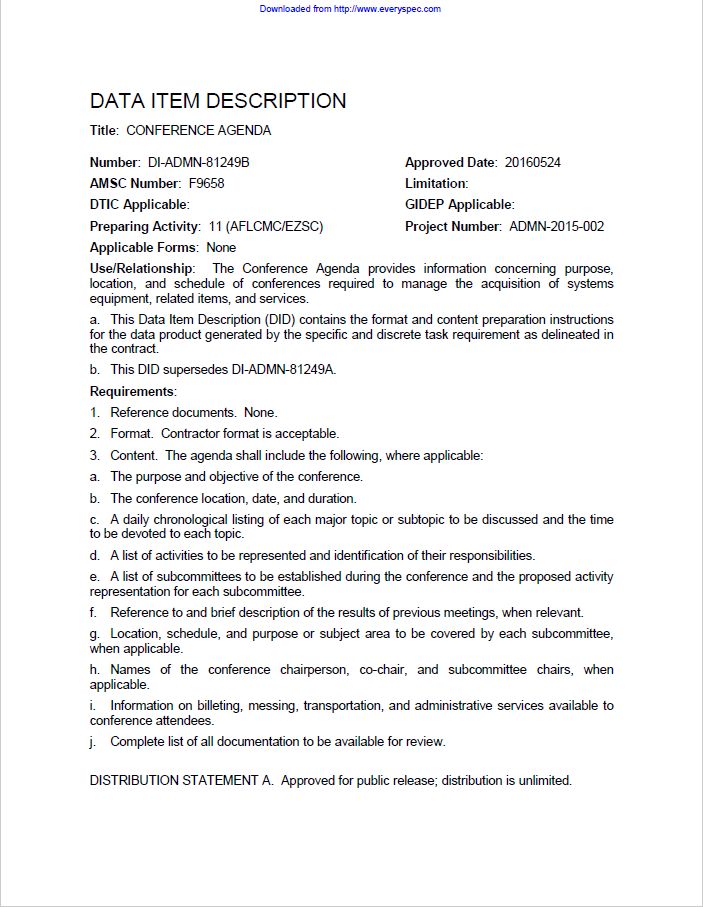 Downloaded from http://www.everyspec.com
DATA ITEM DESCRIPTION
Title: CONFERENCE AGENDA
Number: DI-ADMN-81249B Approved Date: 20160524
AMSC Number: F9658 Limitation:
DTIC Applicable: GIDEP Applicable:
Preparing Activity: 11 (AFLCMC/EZSC) Project Number: ADMN-2015-002
Applicable Forms: None
Use/Relationship: The Conference Agenda provides information concerning purpose,
location, and schedule of conferences required to manage the acquisition of systems
equipment, related items, and services.
a. This Data Item Description (DID) contains the format and content preparation instructions
for the data product generated by the specific and discrete task requirement as delineated in
the contract.
b. This DID supersedes DI-ADMN-81249A.
Requirements:
1. Reference documents. None.
2. Format. Contractor format is acceptable.
3. Content. The agenda shall include the following, where applicable:
a. The purpose and objective of the conference.
b. The conference location, date, and duration.
c. A daily chronological listing of each major topic or subtopic to be discussed and the time
to be devoted to each topic.
d. A list of activities to be represented and identification of their responsibilities.
e. A list of subcommittees to be established during the conference and the proposed activity
representation for each subcommittee.
f. Reference to and brief description of the results of previous meetings, when relevant.
g. Location, schedule, and purpose or subject area to be covered by each subcommittee,
when applicable.
h. Names of the conference chairperson, co-chair, and subcommittee chairs, when
applicable.
i. Information on billeting, messing, transportation, and administrative services available to
conference attendees.
j. Complete list of all documentation to be available for review.
DISTRIBUTION STATEMENT A. Approved for public release; distribution is unlimited.